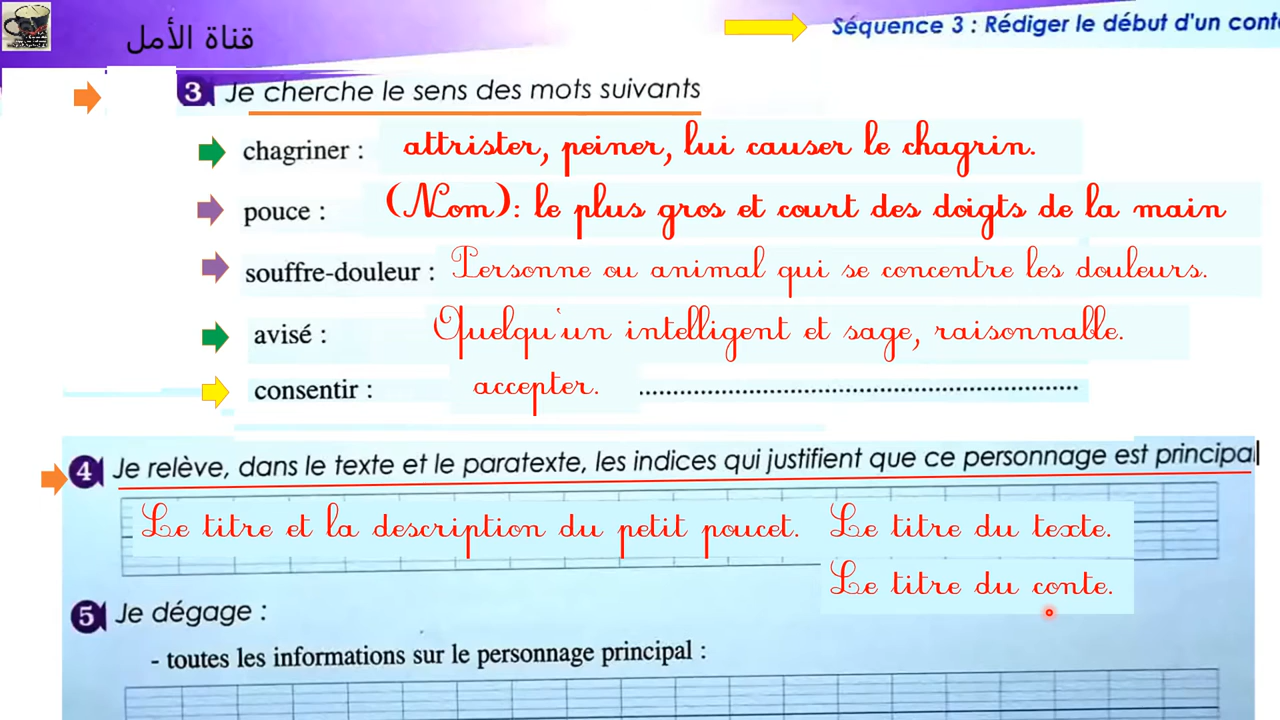 قناة الأمل
Séquence 3 : Rédiger le début d'un conte
3 Je cherche le sens des mots suivants
chagriner : attrister, peiner, lui causer le chagrin.
pouce : (Nom): le plus gros et court des doigts de la main
souffre-douleur : Personne ou animal qui se concentre les douleurs.
avisé : Quelqu'un intelligent et sage, raisonnable.
consentir : accepter. ........................................................
4 Je relève, dans le texte et le paratexte, les indices qui justifient que ce personnage est principal
Le titre et la description du petit poucet. Le titre du texte.
Le titre du conte.
5 Je dégage :
- toutes les informations sur le personnage principal :